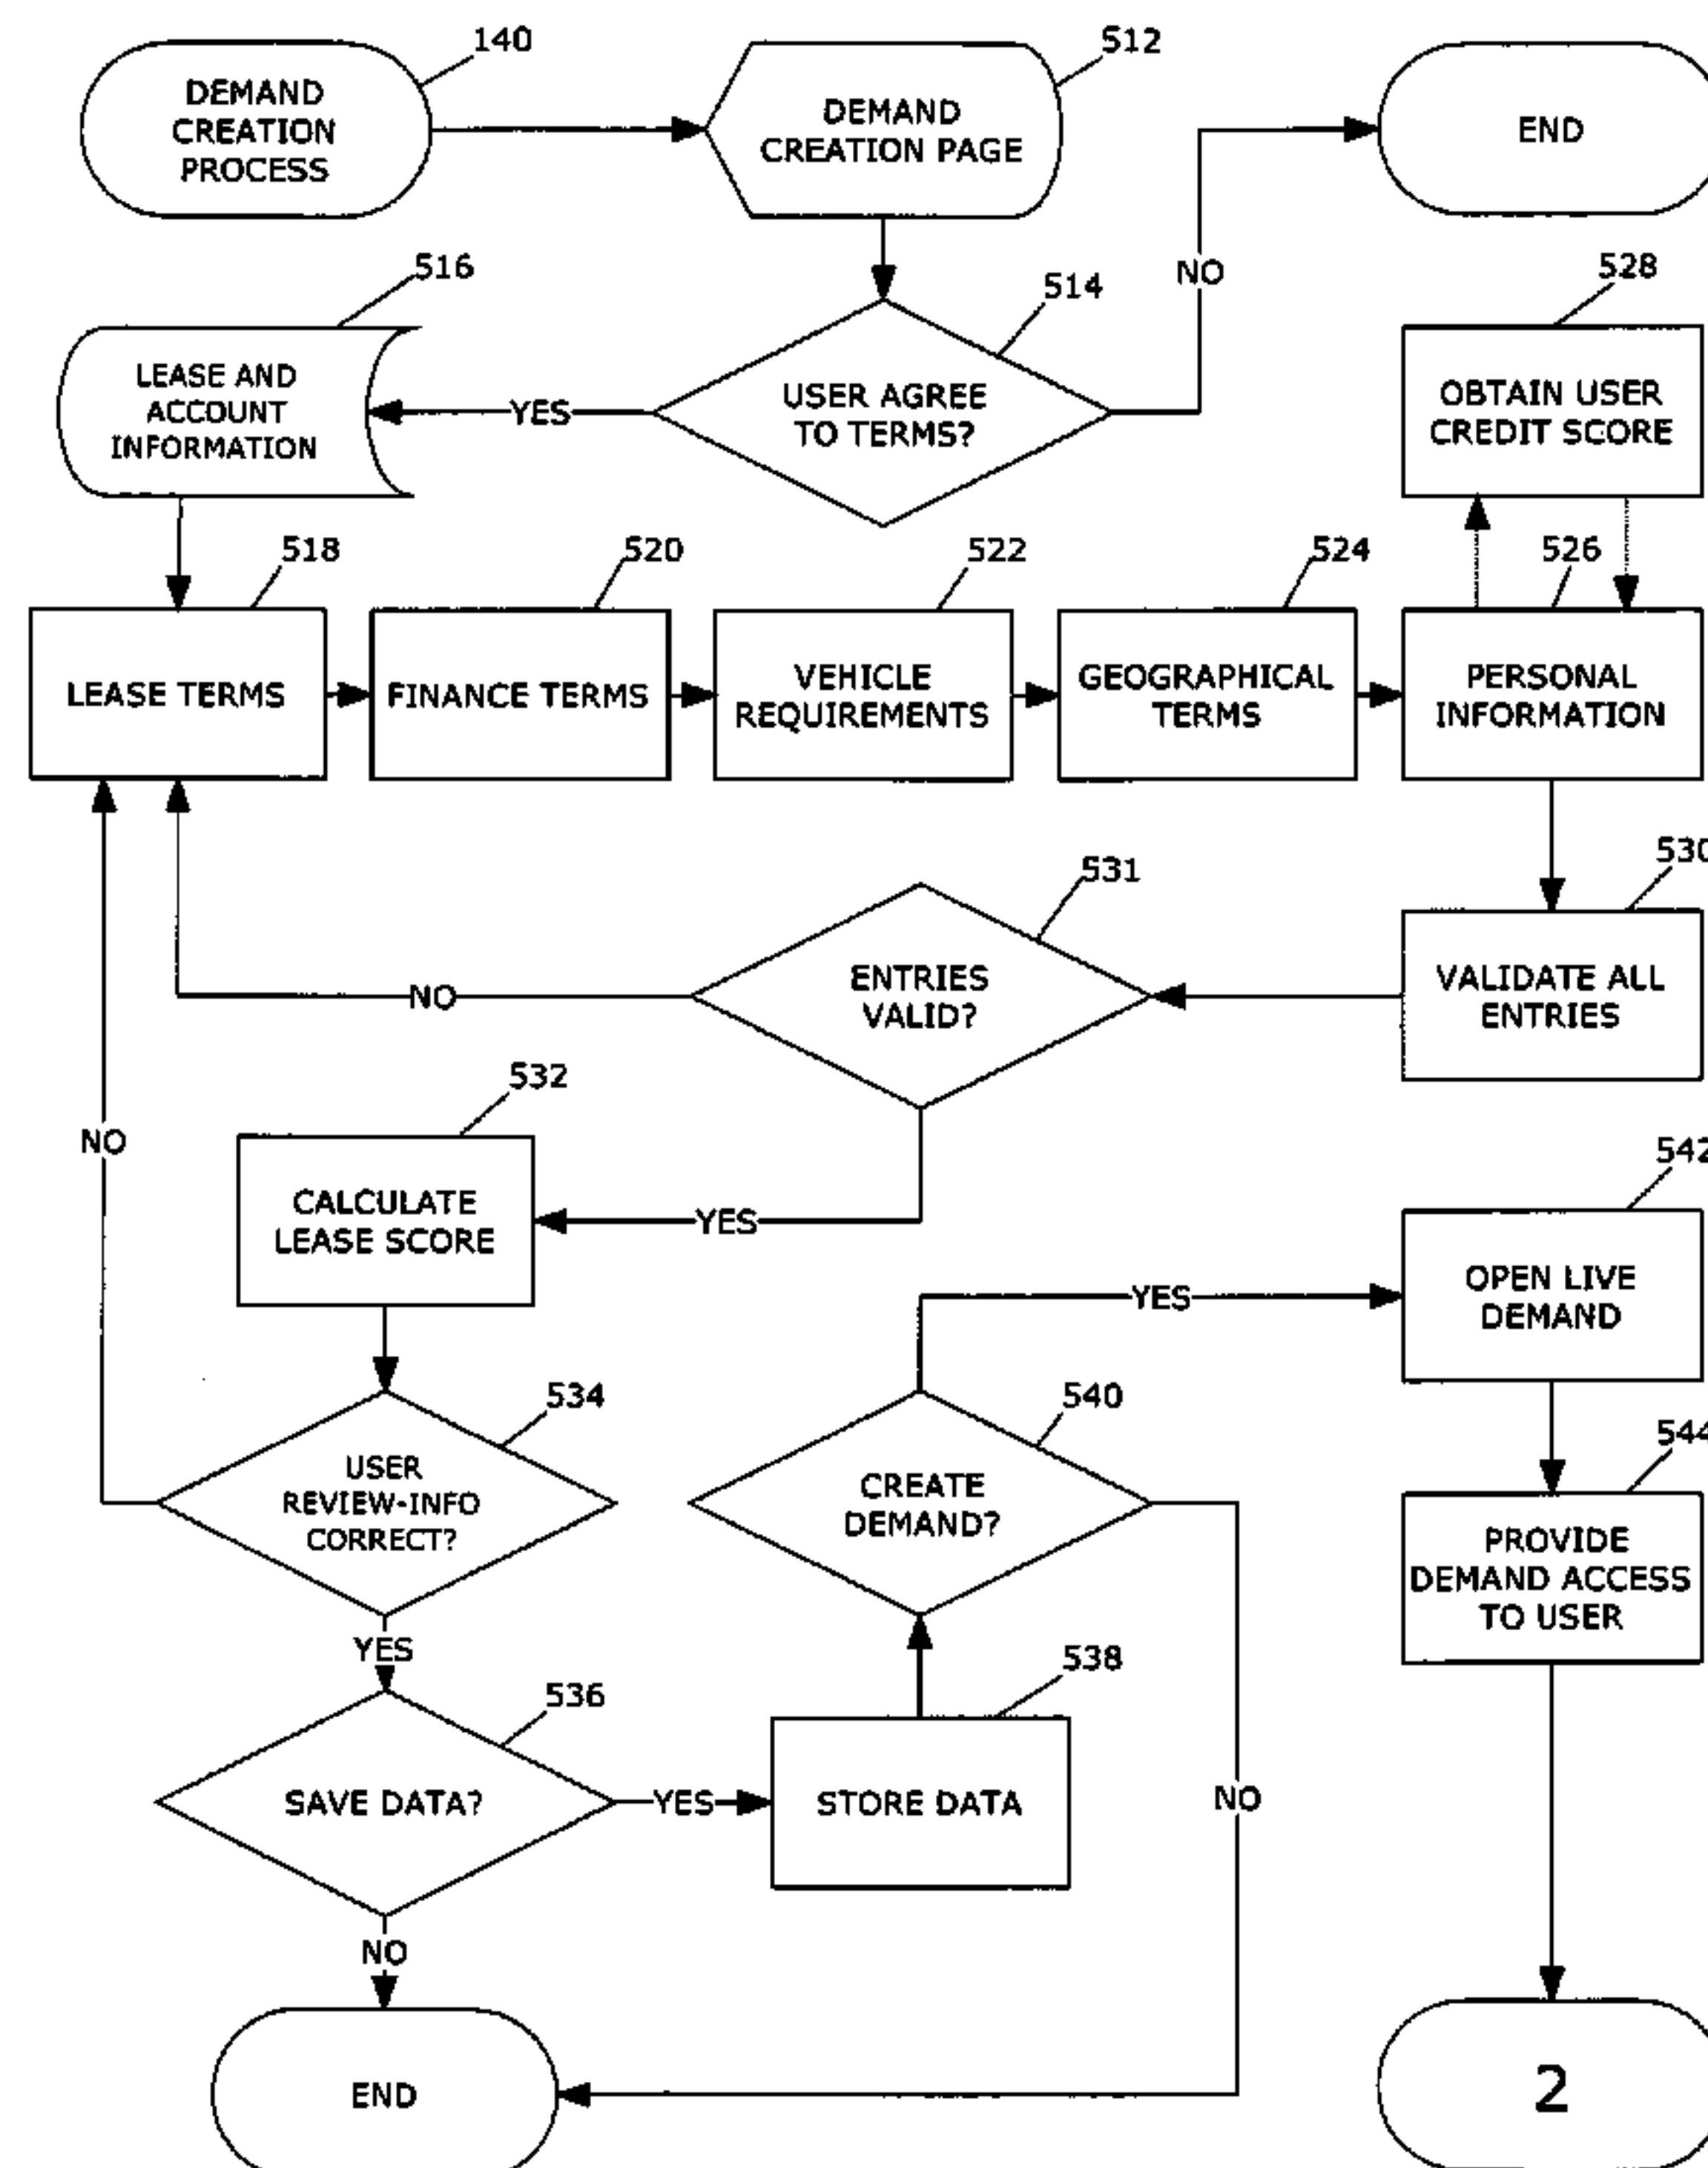 140
DEMAND
CREATION
PROCESS
512
DEMAND
CREATION PAGE
END
NO
516
LEASE AND
ACCOUNT
INFORMATION
YES
514
USER AGREE
TO TERMS?
528
OBTAIN USER
CREDIT SCORE
518
LEASE TERMS
520
FINANCE TERMS
522
VEHICLE
REQUIREMENTS
524
GEOGRAPHICAL
TERMS
526
PERSONAL
INFORMATION
530
VALIDATE ALL
ENTRIES
531
ENTRIES
VALID?
NO
NO
532
CALCULATE
LEASE SCORE
YES
542
OPEN LIVE
DEMAND
YES
534
USER
REVIEW-INFO
CORRECT?
540
CREATE
DEMAND?
544
PROVIDE
DEMAND ACCESS
TO USER
YES
536
SAVE DATA?
YES
538
STORE DATA
NO
NO
END
2